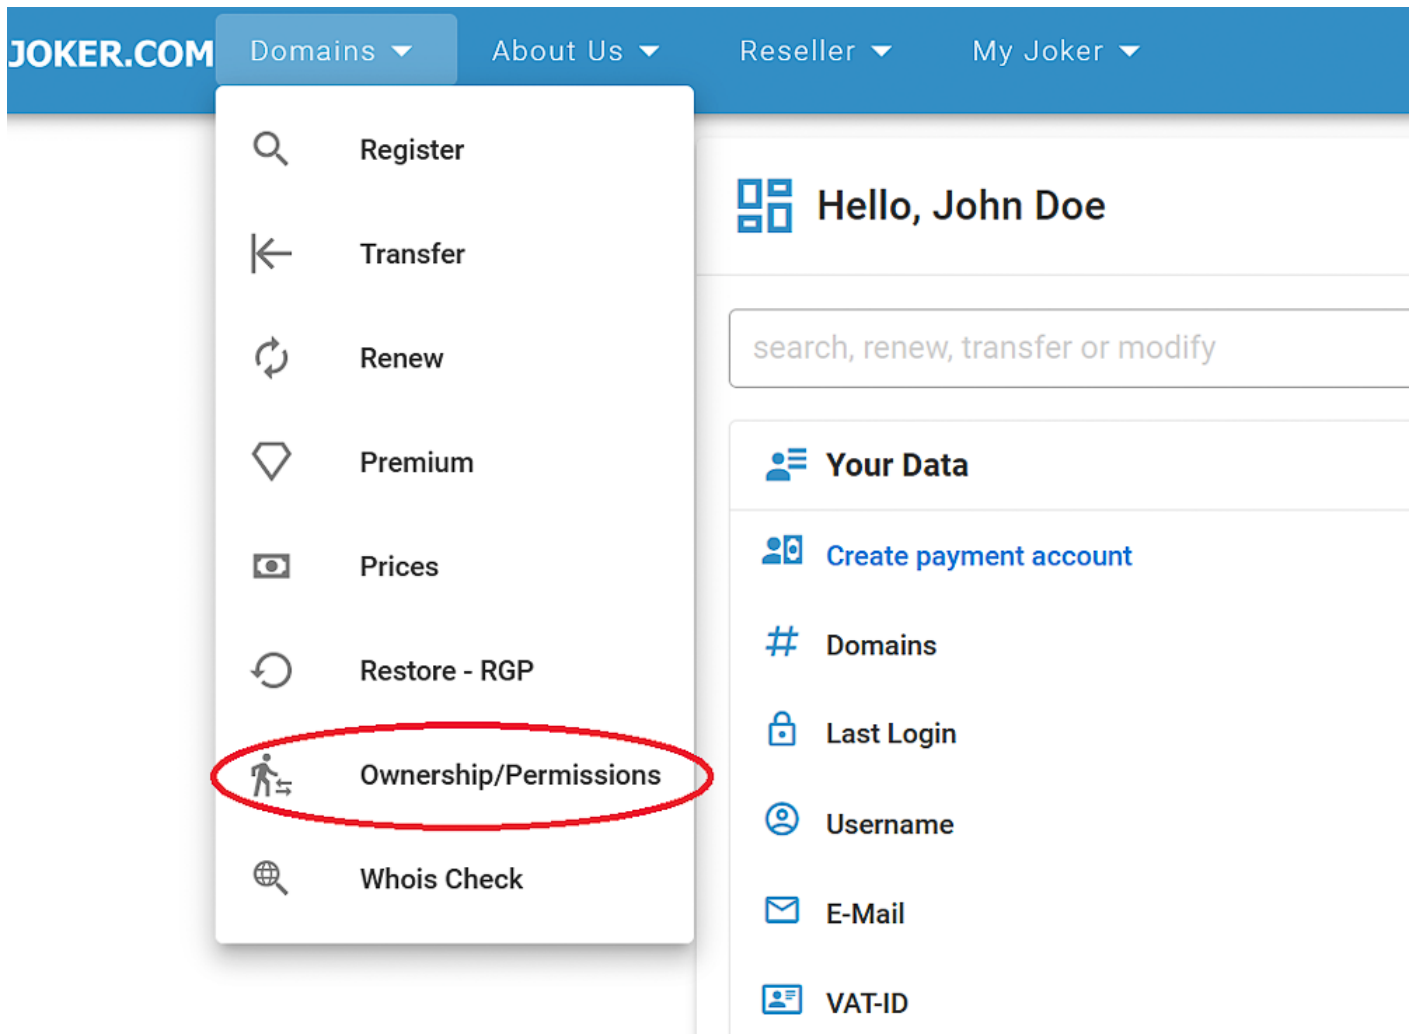 JOKER.COM Domains About Us Reseller My Joker
Register
Transfer
Renew
Premium
Prices
Restore - RGP
Ownership/Permissions
Whois Check
Hello, John Doe
search, renew, transfer or modify
Your Data
Create payment account
Domains
Last Login
Username
E-Mail
VAT-ID